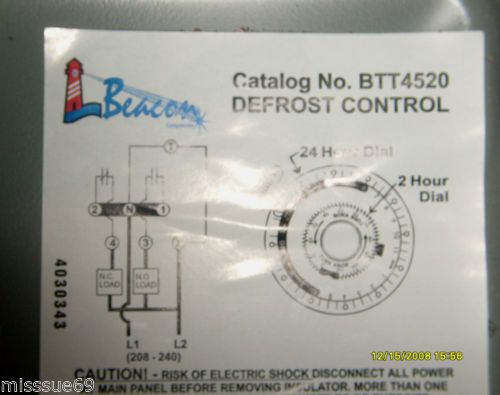 Beacon
Catalog No. BTT4520
DEFROST CONTROL
24 Hour Dial
2 Hour
Dial
T
2 N 1
4 3
N.C.
LOAD
N.O.
LOAD
L1 L2
(208 - 240)
4030343
12/15/2008 15:56
CAUTION! - RISK OF ELECTRIC SHOCK DISCONNECT ALL POWER
MAIN PANEL BEFORE REMOVING INSULATOR. MORE THAN ONE
misssue69